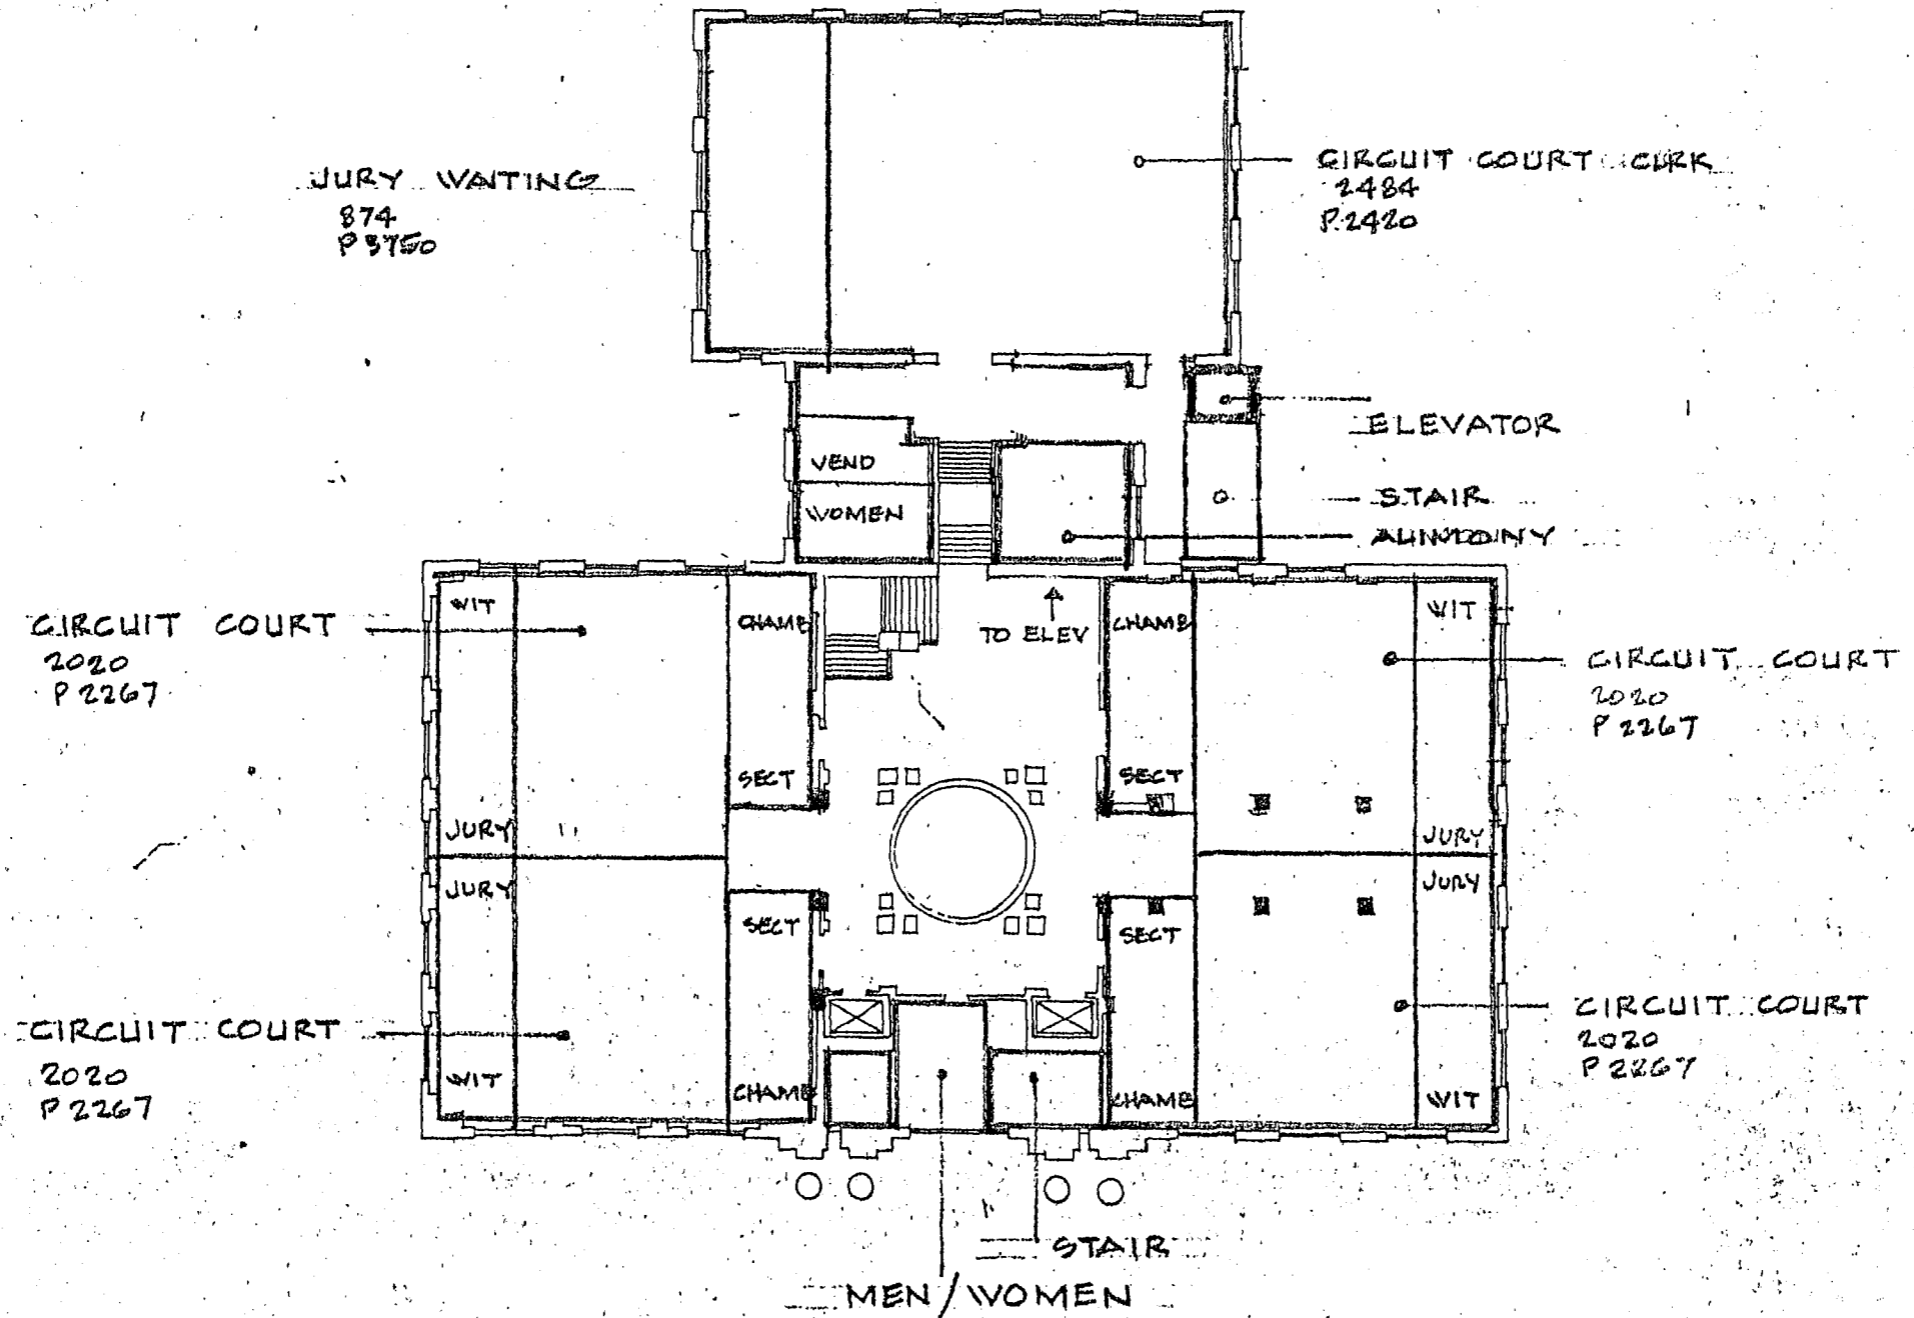 JURY WAITING
874
P 3750
CIRCUIT COURT CLERK
2484
P. 2420
ELEVATOR
STAIR
VEND
WOMEN
TO ELEV
CIRCUIT COURT
2020
P 2267
WIT
CHAMB
SECT
JURY
CHAMB
SECT
WIT
JURY
CIRCUIT COURT
2020
P 2267
CIRCUIT COURT
2020
P 2267
JURY
WIT
SECT
CHAMB
SECT
CHAMB
JURY
WIT
CIRCUIT COURT
2020
P 2267
STAIR
MEN/WOMEN